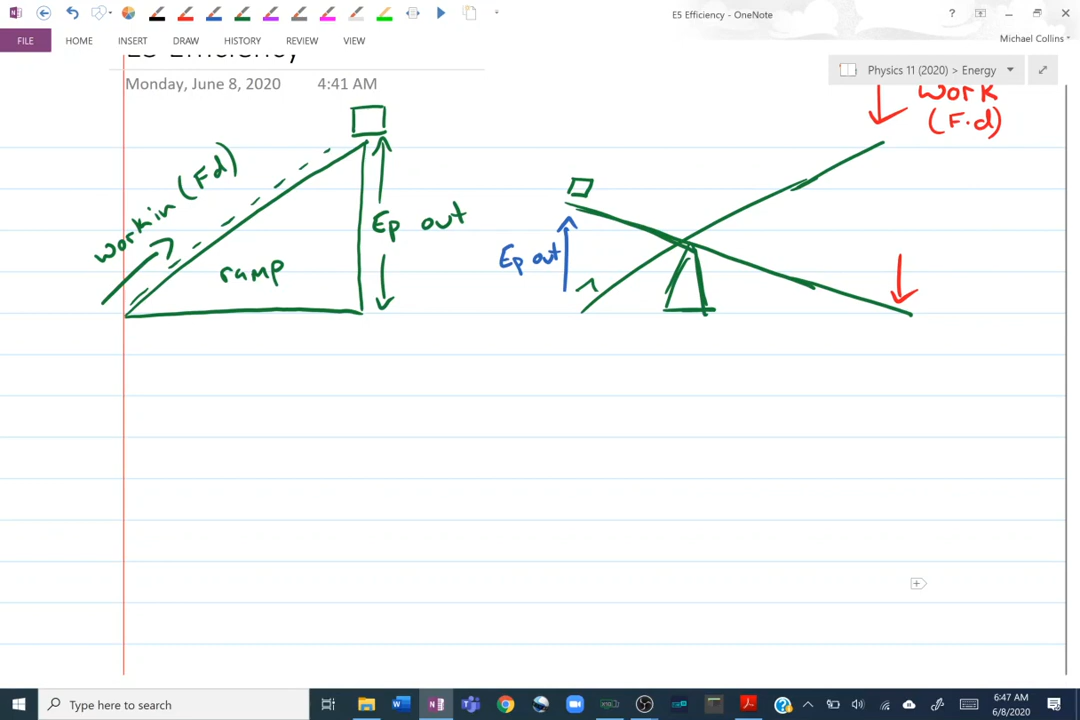 E5 Efficiency - OneNote
?
Michael Collins
FILE HOME INSERT DRAW HISTORY REVIEW VIEW
E5 Efficiency
Monday, June 8, 2020 4:41 AM
Physics 11 (2020) > Energy
work in (Fd)
Ep out
ramp
Ep out
Work
(F·d)
Type here to search
6:47 AM
6/8/2020